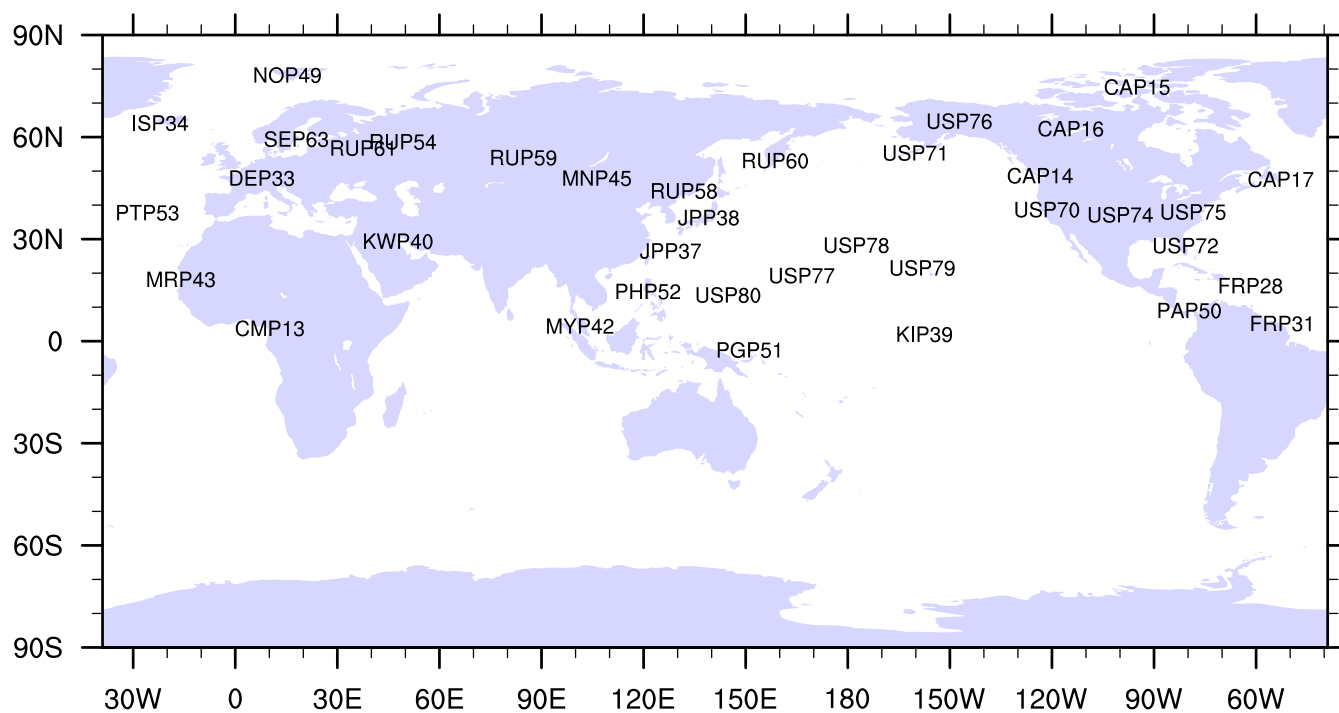 90N
NOP49
CAP15
ISP34
60N
SEP63
RUP61
RUP54
USP76
CAP16
RUP59
RUP60
USP71
DEP33
MNP45
CAP14
CAP17
RUP58
PTP53
JPP38
USP70
USP74
USP75
30N
KWP40
JPP37
USP78
USP72
MRP43
USP77
USP79
PHP52
USP80
FRP28
CMP13
MYP42
PAP50
FRP31
0
PGP51
KIP39
30S
60S
90S
30W 0 30E 60E 90E 120E 150E 180 150W 120W 90W 60W